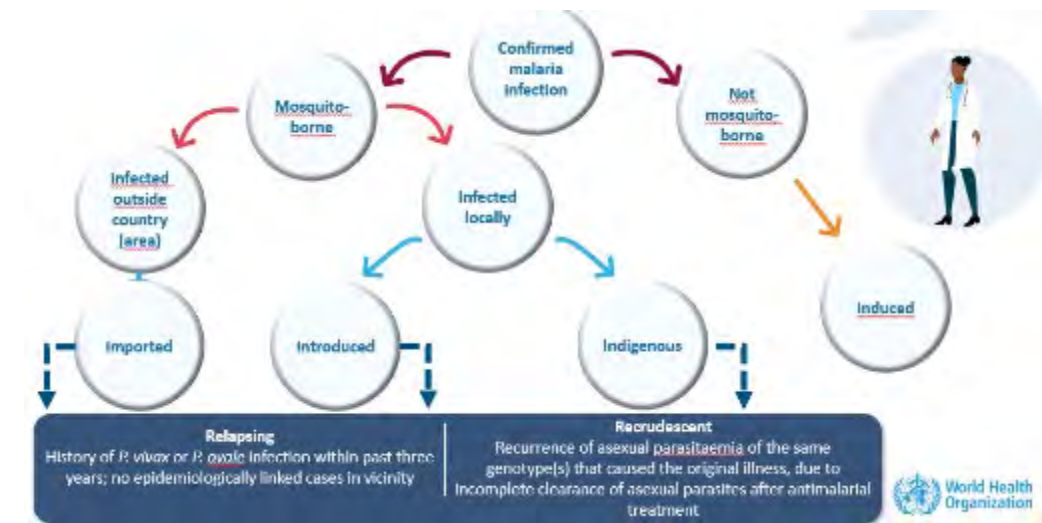 Confirmed
malaria
infection
Mosquito-
borne
Not
mosquito-
borne
Infected
outside
country
(area)
Infected
locally
Induced
Imported
Introduced
Indigenous
Relapsing
History of P. vivax or P. ovale infection within past three
years; no epidemiologically linked cases in vicinity
Recrudescent
Recurrence of asexual parasitaemia of the same
genotype(s) that caused the original illness, due to
incomplete clearance of asexual parasites after antimalarial
treatment
World Health
Organization